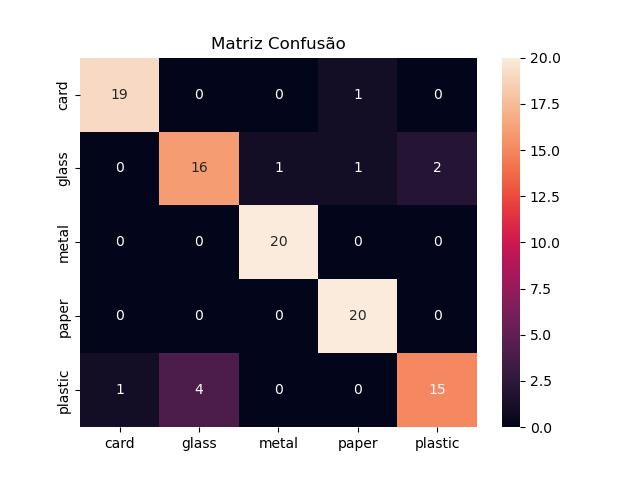 Matriz Confusão
card 19 0 0 1 0
glass 0 16 1 1 2
metal 0 0 20 0 0
paper 0 0 0 20 0
plastic 1 4 0 0 15
card glass metal paper plastic
20.0
17.5
15.0
12.5
10.0
7.5
5.0
2.5
0.0